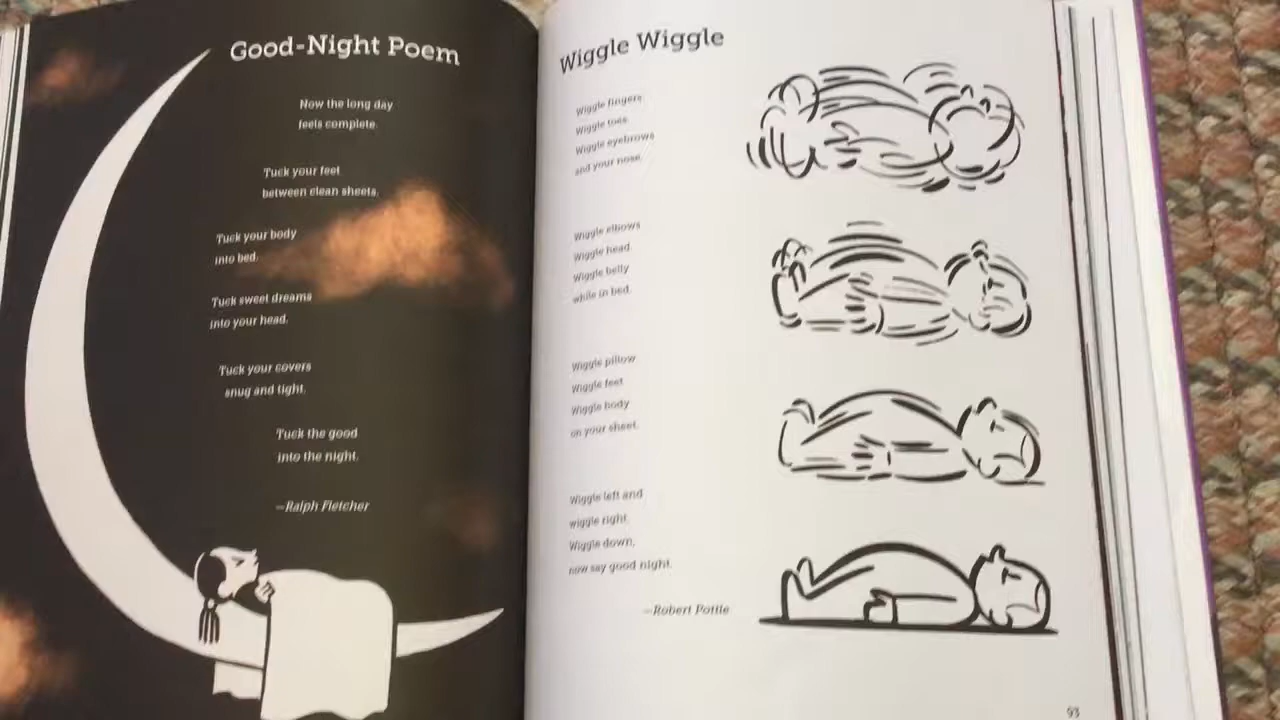 Good-Night Poem
Now the long day
feels complete.
Tuck your feet
between clean sheets.
Tuck your body
into bed.
Tuck sweet dreams
into your head.
Tuck your covers
snug and tight.
Tuck the good
into the night.
—Ralph Fletcher
Wiggle Wiggle
Wiggle fingers
Wiggle toes
Wiggle eyebrows
and your nose.
Wiggle elbows
Wiggle head
Wiggle belly
while in bed.
Wiggle pillow
Wiggle feet
Wiggle body
on your sheet.
Wiggle left and
wiggle right.
Wiggle down,
now say good night.
—Robert Pottle
93